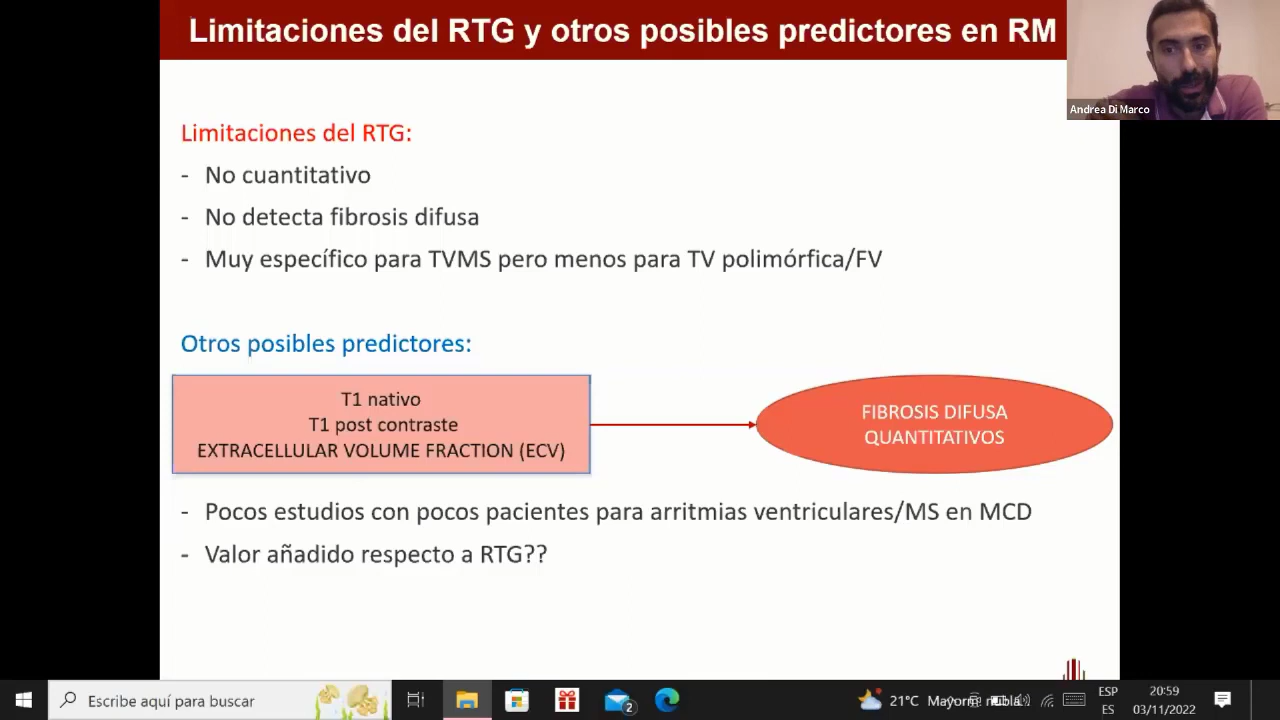 Limitaciones del RTG y otros posibles predictores en RM
Andrea Di Marco
Limitaciones del RTG:
- No cuantitativo
- No detecta fibrosis difusa
- Muy específico para TVMS pero menos para TV polimórfica/FV
Otros posibles predictores:
T1 nativo
T1 post contraste
EXTRACELLULAR VOLUME FRACTION (ECV)
FIBROSIS DIFUSA
QUANTITATIVOS
- Pocos estudios con pocos pacientes para arritmias ventriculares/MS en MCD
- Valor añadido respecto a RTG??
Escribe aquí para buscar
2
21°C
ESP
ES
20:59
03/11/2022